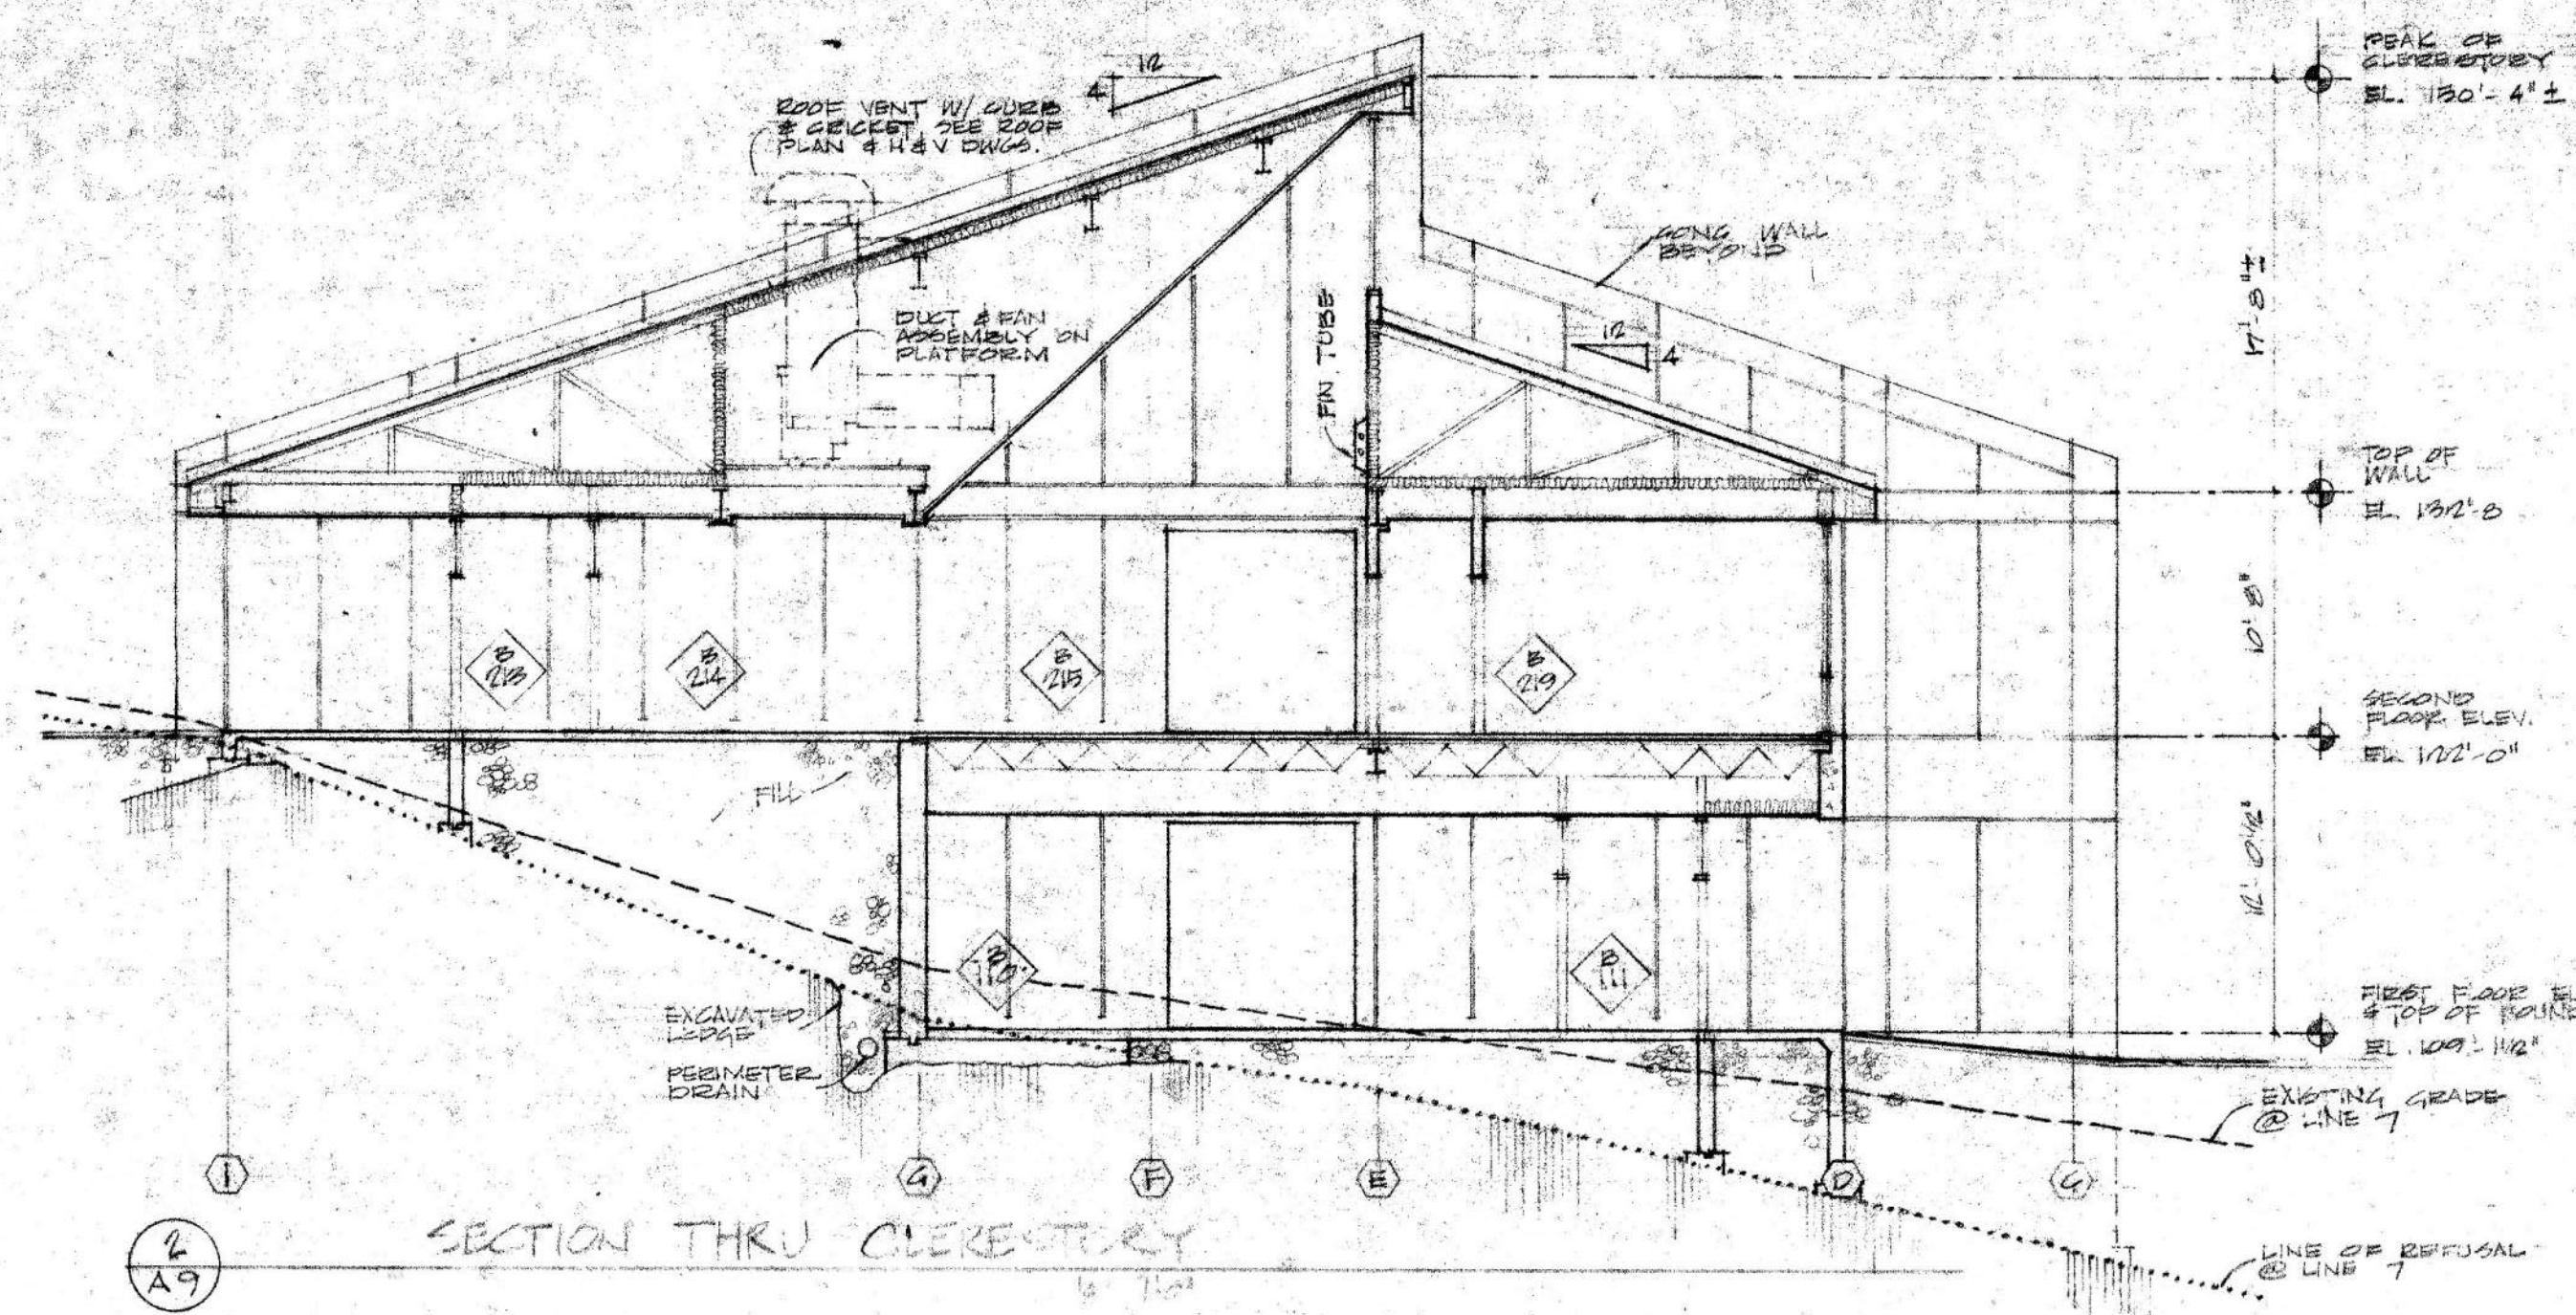 PEAK OF
CLERESTORY
EL. 150'-4" ±
12
4
ROOF VENT W/ CURB
& CRICKET, SEE ROOF
PLAN & H&V DWGS.
WALL
BEYOND
17'-8" ±
DUCT & FAN
ASSEMBLY ON
PLATFORM
FIN TUBE
12
4
TOP OF
WALL
EL. 132'-8
10'-8"
B
213
B
214
B
215
B
219
SECOND
FLOOR ELEV.
EL. 122'-0"
FILL
12'-0½"
B
110
B
111
FIRST FLOOR
& TOP OF
EL. 109'-11½"
EXCAVATED
LEDGE
PERIMETER
DRAIN
EXISTING GRADE
@ LINE 7
I
G
F
E
D
C
2
A9
SECTION THRU CLERESTORY
LINE OF REFUSAL
@ LINE 7